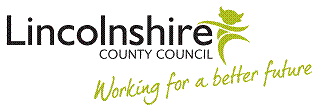 Lincolnshire
COUNTY COUNCIL
Working for a better future